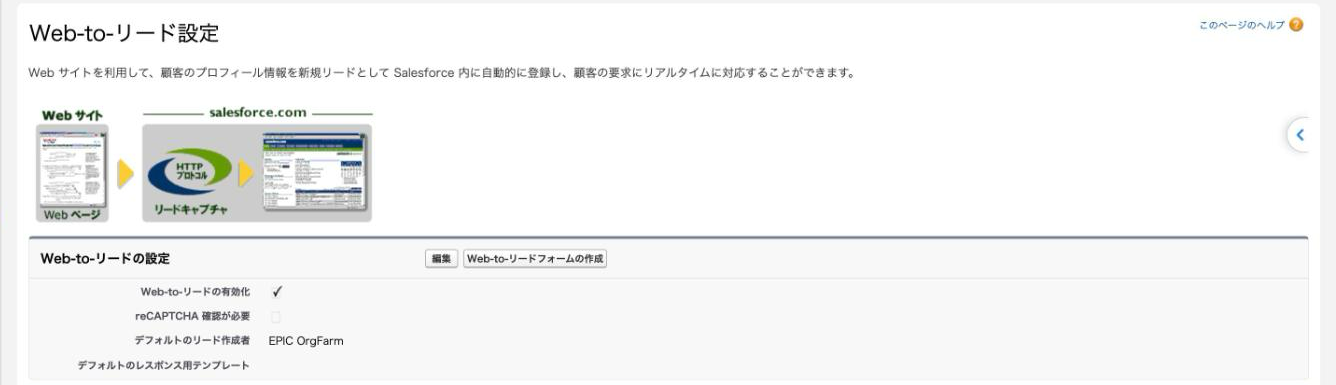 Web-to-リード設定
このページのヘルプ ?
Web サイトを利用して、顧客のプロフィール情報を新規リードとして Salesforce 内に自動的に登録し、顧客の要求にリアルタイムに対応することができます。
Web サイト
salesforce.com
HTTP
プロトコル
Web ページ
リードキャプチャ
Web-to-リードの設定
編集
Web-to-リードフォームの作成
Web-to-リードの有効化
reCAPTCHA 確認が必要
デフォルトのリード作成者 EPIC OrgFarm
デフォルトのレスポンス用テンプレート